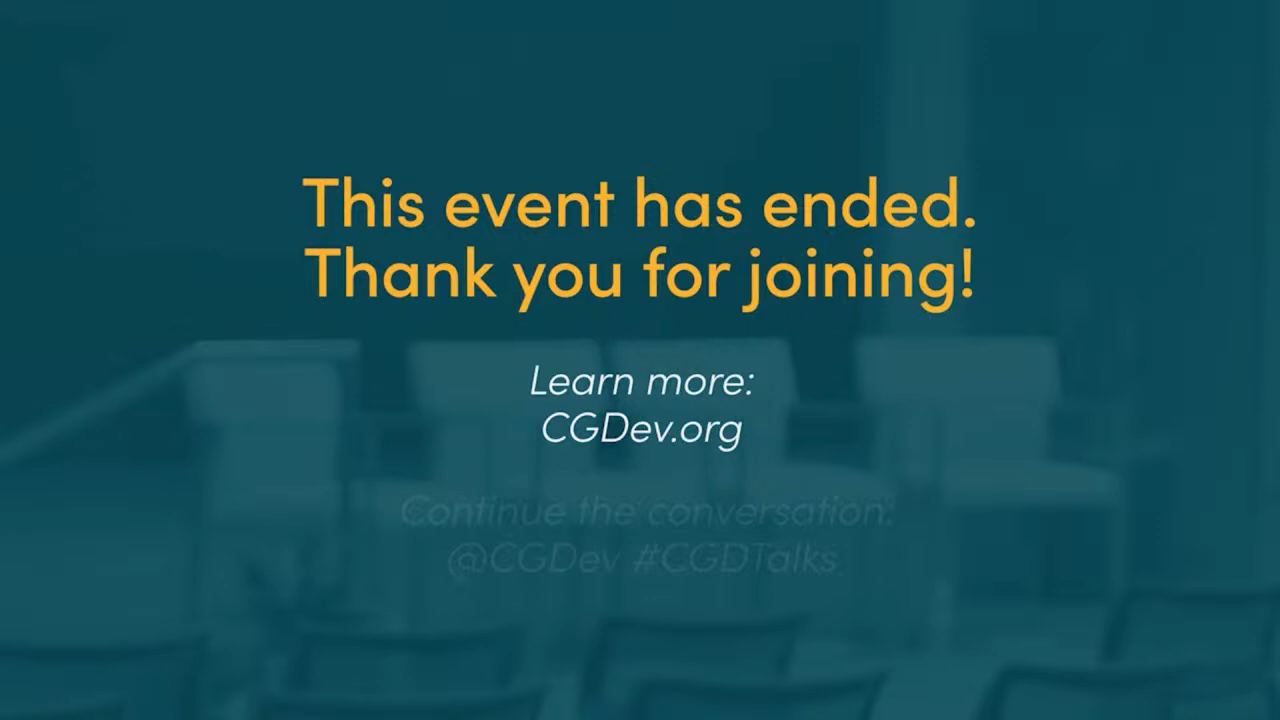 This event has ended.
Thank you for joining!
Learn more:
CGDev.org
Continue the conversation:
@CGDev #CGDTalks